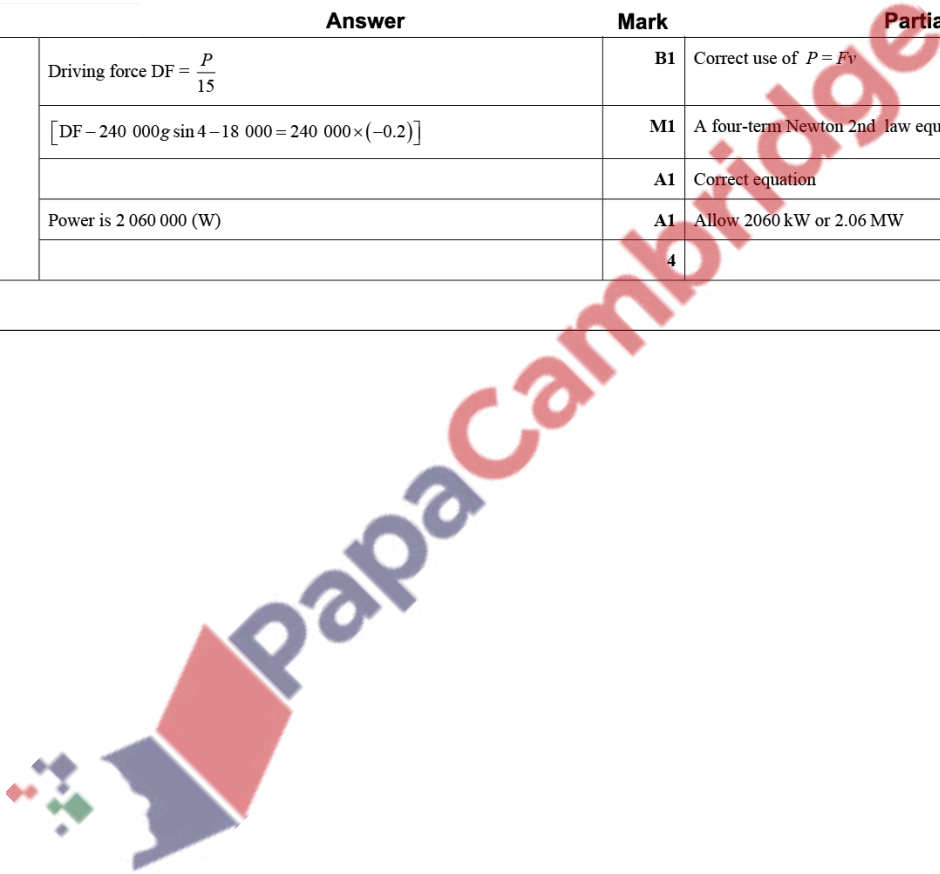 Answer Mark Partia
Driving force DF = P/15 B1 Correct use of P = Fv
[DF – 240 000g sin 4 – 18 000 = 240 000 × (–0.2)] M1 A four-term Newton 2nd law equ
A1 Correct equation
Power is 2 060 000 (W) A1 Allow 2060 kW or 2.06 MW
4
PapaCambridge